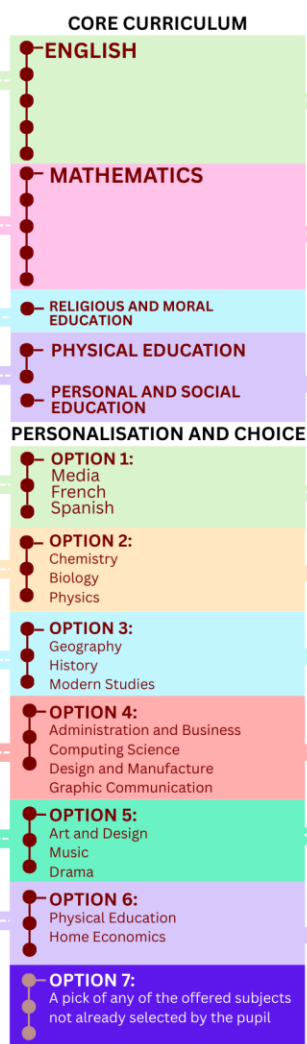 CORE CURRICULUM
ENGLISH
MATHEMATICS
RELIGIOUS AND MORAL
EDUCATION
PHYSICAL EDUCATION
PERSONAL AND SOCIAL
EDUCATION
PERSONALISATION AND CHOICE
OPTION 1:
Media
French
Spanish
OPTION 2:
Chemistry
Biology
Physics
OPTION 3:
Geography
History
Modern Studies
OPTION 4:
Administration and Business
Computing Science
Design and Manufacture
Graphic Communication
OPTION 5:
Art and Design
Music
Drama
OPTION 6:
Physical Education
Home Economics
OPTION 7:
A pick of any of the offered subjects
not already selected by the pupil